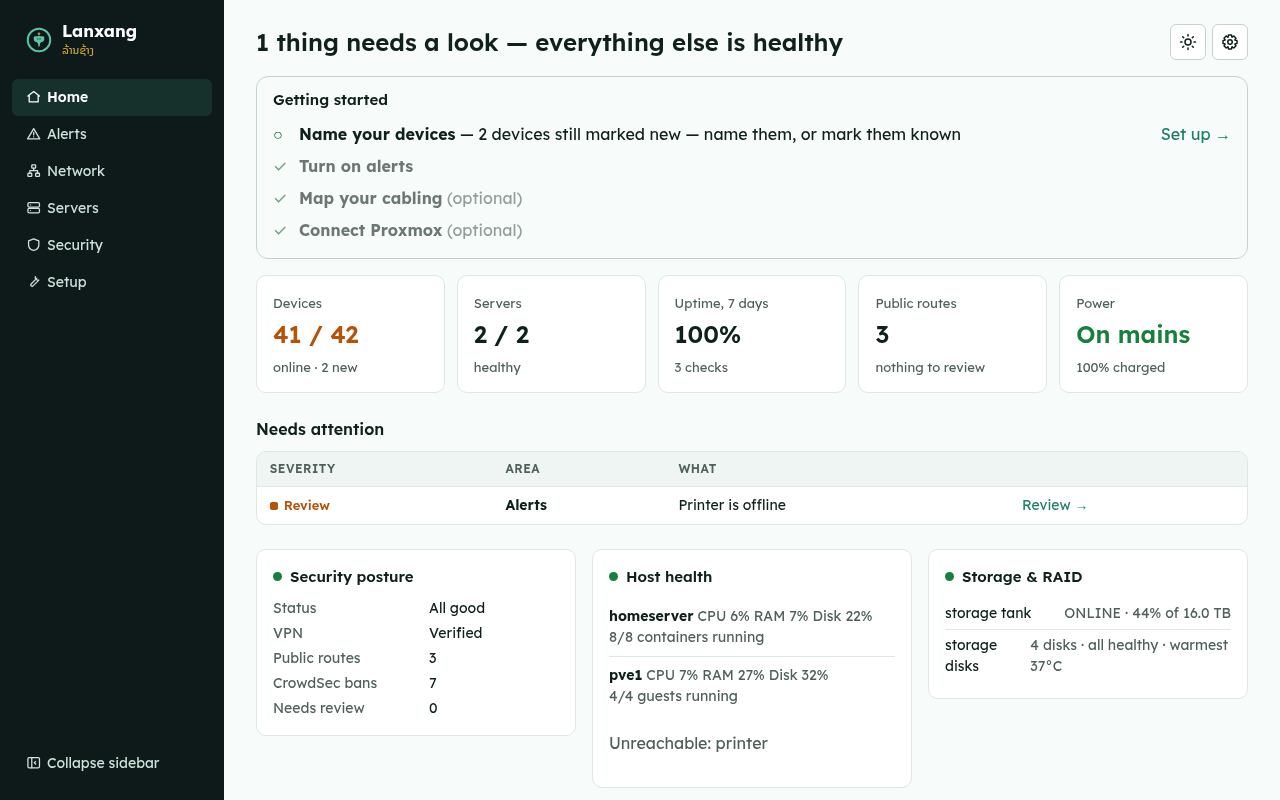 Lanxang
ລ້ານຊ້າງ
Home
Alerts
Network
Servers
Security
Setup
Collapse sidebar
1 thing needs a look — everything else is healthy
Getting started
Name your devices — 2 devices still marked new — name them, or mark them known
Set up →
Turn on alerts
Map your cabling (optional)
Connect Proxmox (optional)
Devices
41 / 42
online · 2 new
Servers
2 / 2
healthy
Uptime, 7 days
100%
3 checks
Public routes
3
nothing to review
Power
On mains
100% charged
Needs attention
SEVERITY AREA WHAT
Review Alerts Printer is offline Review →
Security posture
Status All good
VPN Verified
Public routes 3
CrowdSec bans 7
Needs review 0
Host health
homeserver CPU 6% RAM 7% Disk 22%
8/8 containers running
pve1 CPU 7% RAM 27% Disk 32%
4/4 guests running
Unreachable: printer
Storage & RAID
storage tank ONLINE · 44% of 16.0 TB
storage disks
4 disks · all healthy · warmest
37°C